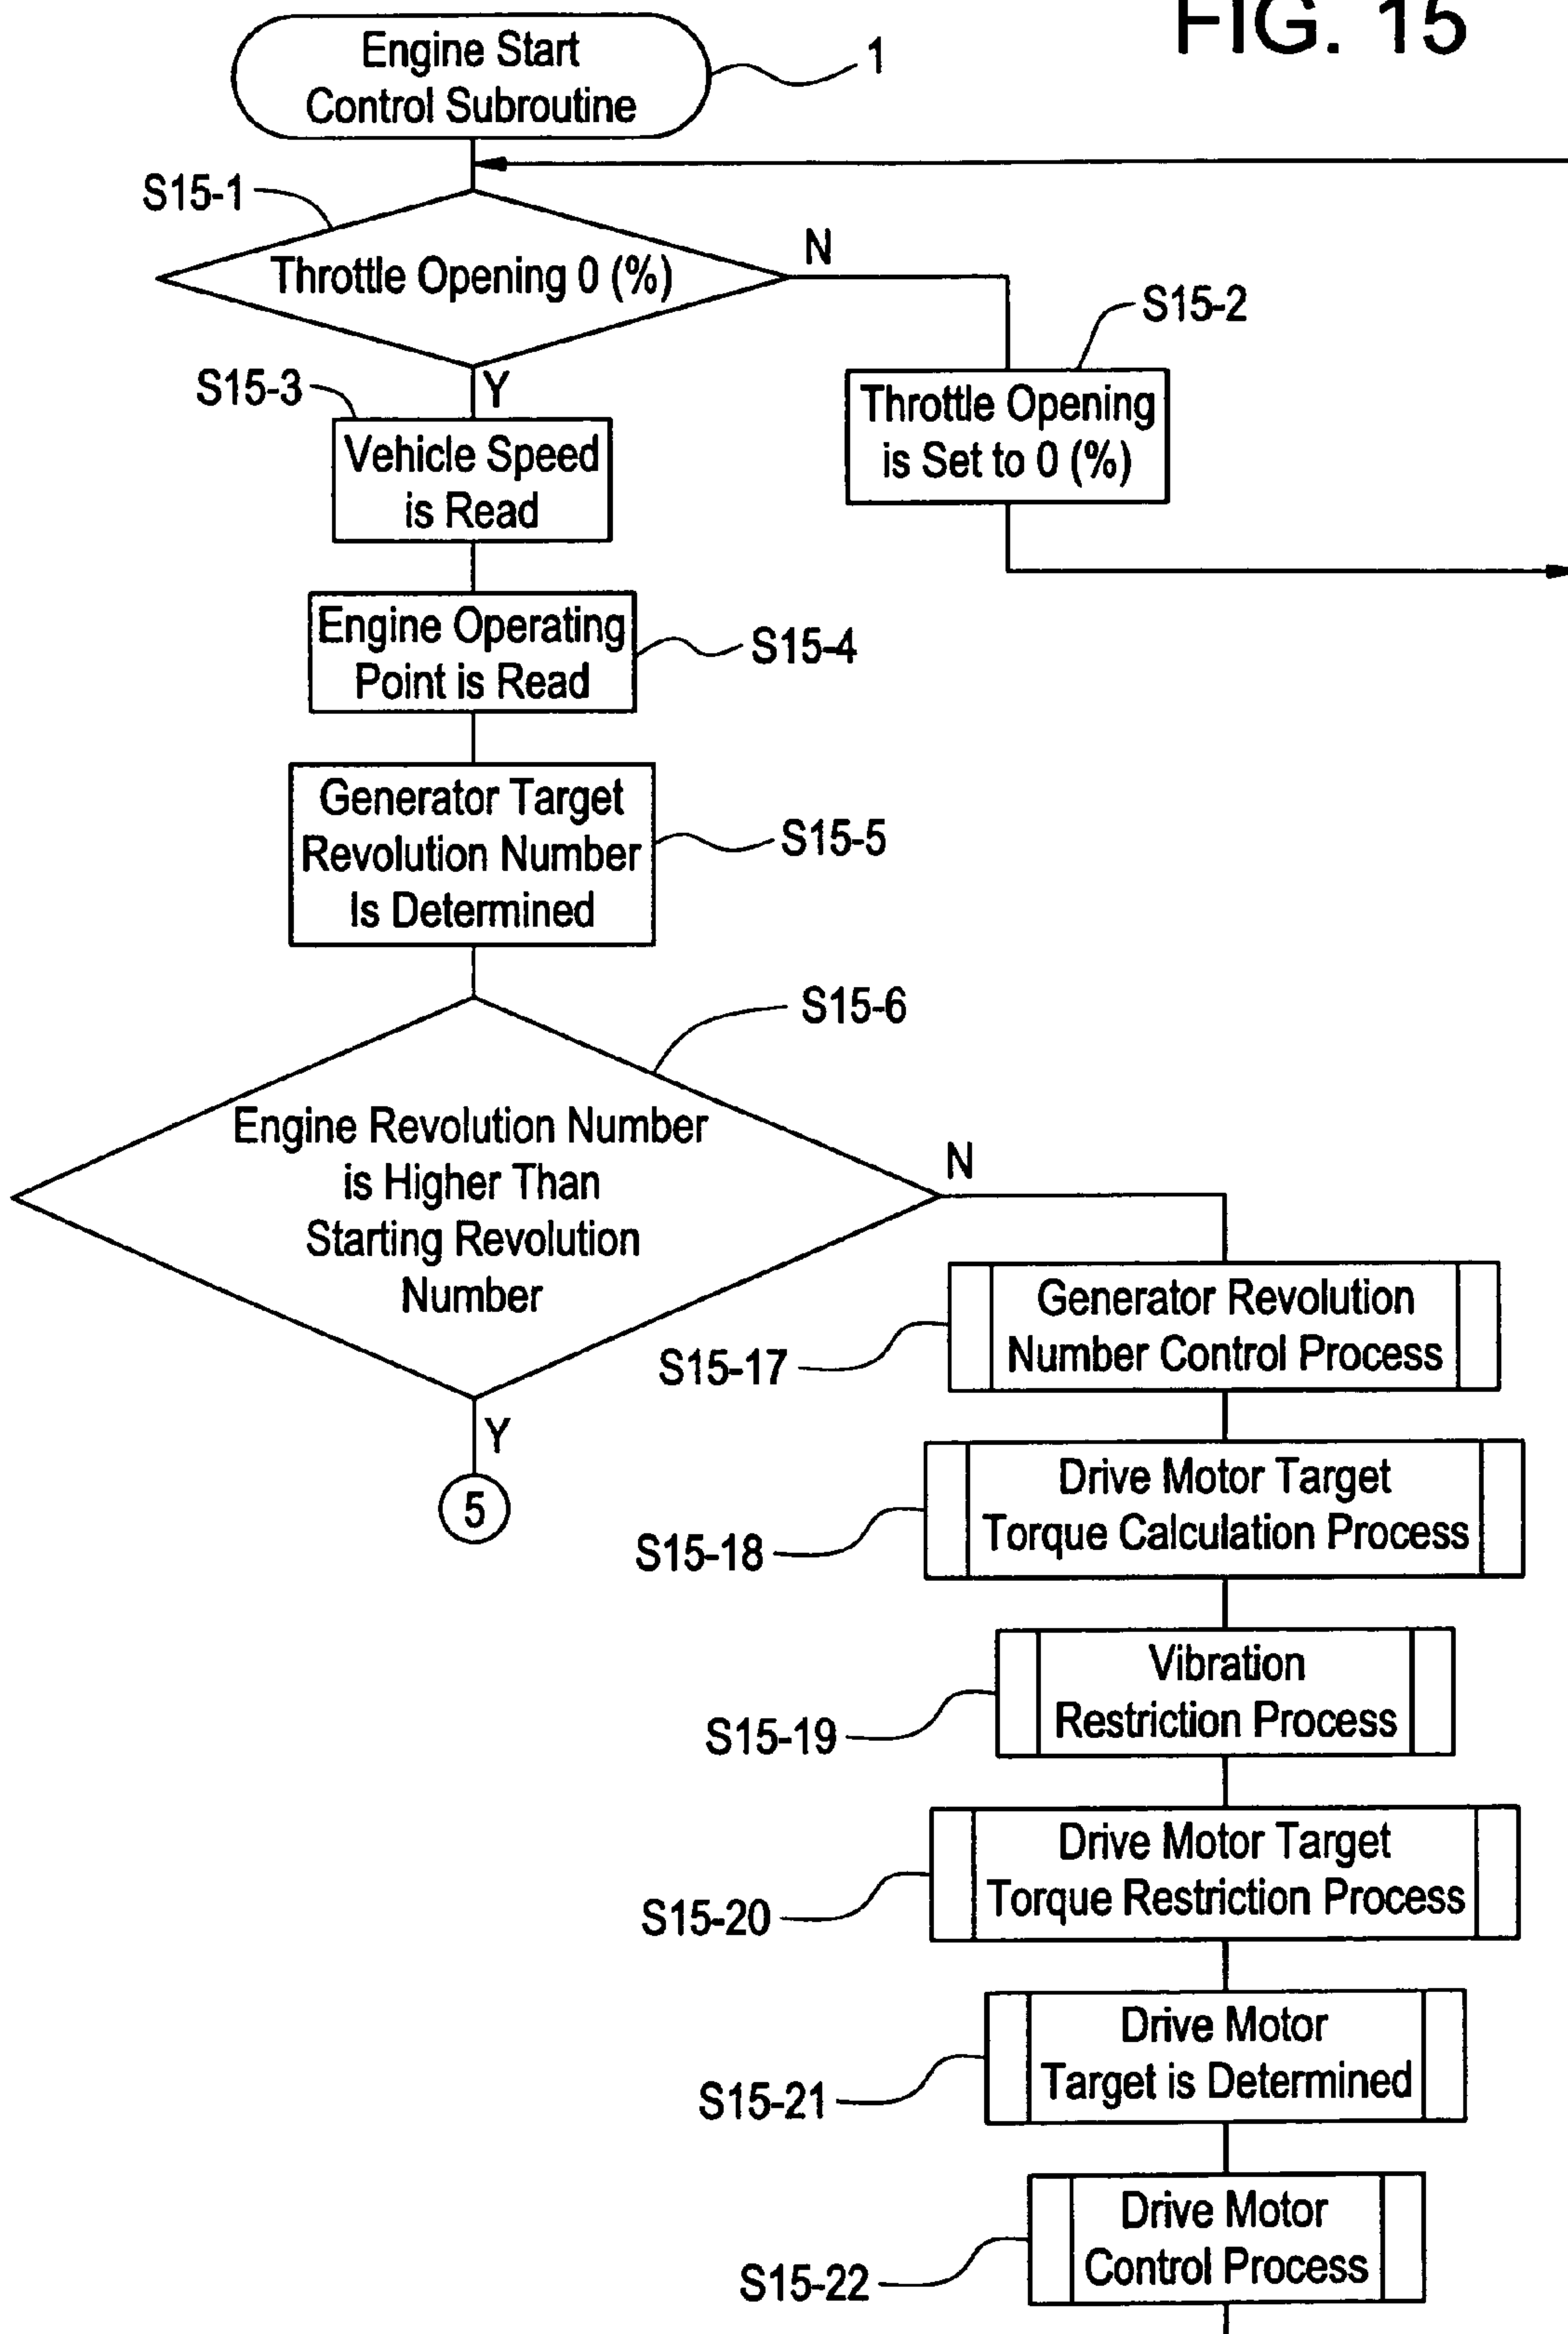 FIG. 15
Engine Start
Control Subroutine
1
S15-1
Throttle Opening 0 (%)
N
S15-2
Throttle Opening
is Set to 0 (%)
Y
S15-3
Vehicle Speed
is Read
Engine Operating
Point is Read
S15-4
Generator Target
Revolution Number
Is Determined
S15-5
S15-6
Engine Revolution Number
is Higher Than
Starting Revolution
Number
N
Y
5
Generator Revolution
Number Control Process
S15-17
Drive Motor Target
Torque Calculation Process
S15-18
Vibration
Restriction Process
S15-19
Drive Motor Target
Torque Restriction Process
S15-20
Drive Motor
Target is Determined
S15-21
Drive Motor
Control Process
S15-22